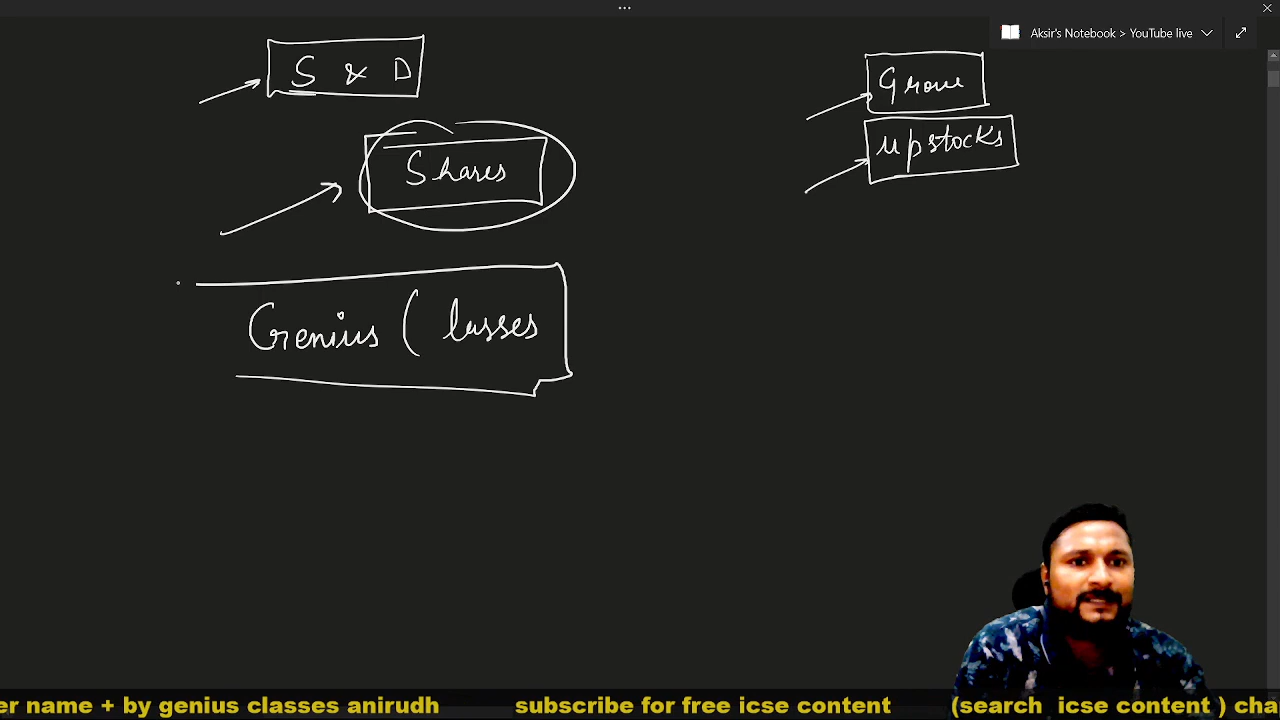 Aksir's Notebook > YouTube live
S & D
Grow
upstocks
Shares
Genius Classes
er name + by genius classes anirudh subscribe for free icse content (search icse content ) cha